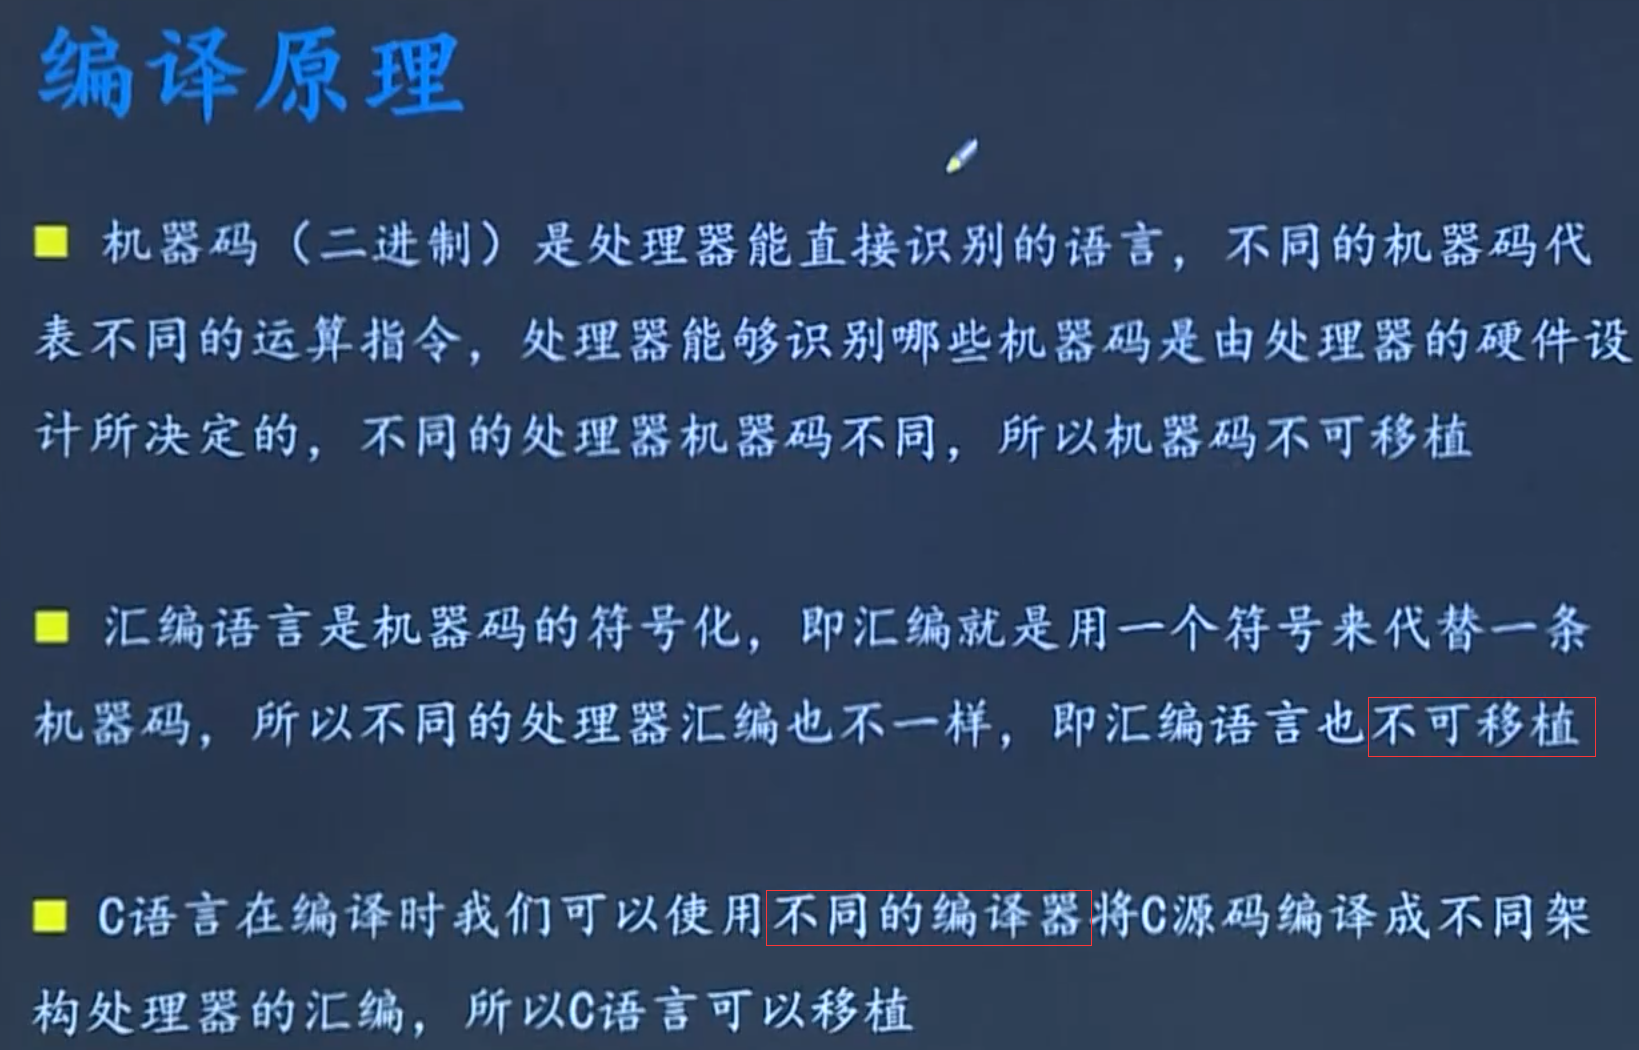 编译原理
机器码（二进制）是处理器能直接识别的语言，不同的机器码代
表不同的运算指令，处理器能够识别哪些机器码是由处理器的硬件设
计所决定的，不同的处理器机器码不同，所以机器码不可移植
汇编语言是机器码的符号化，即汇编就是用一个符号来代替一条
机器码，所以不同的处理器汇编也不一样，即汇编语言也不可移植
C语言在编译时我们可以使用不同的编译器将C源码编译成不同架
构处理器的汇编，所以C语言可以移植